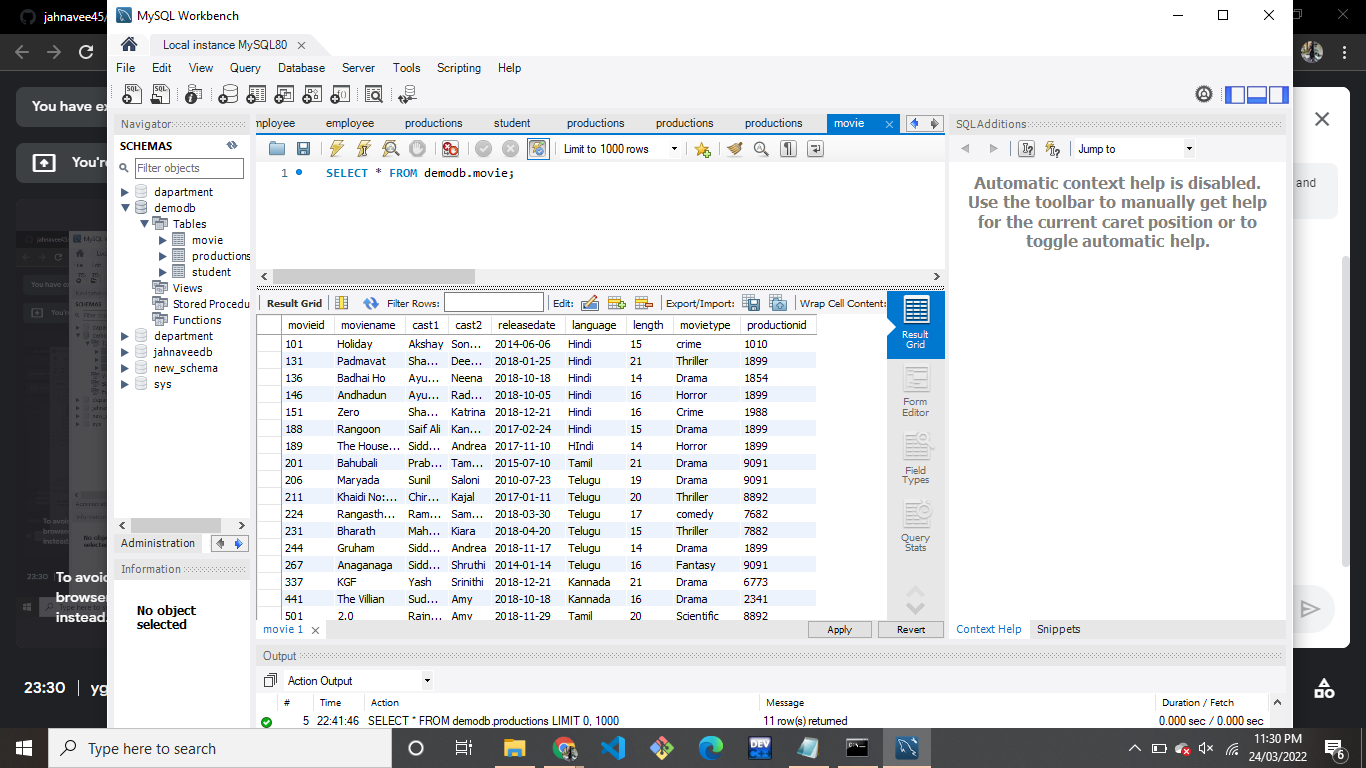 jahnavee45/
MySQL Workbench
Local instance MySQL80
File Edit View Query Database Server Tools Scripting Help
Navigator
SCHEMAS
Filter objects
dapartment
demodb
Tables
movie
productions
student
Views
Stored Procedu
Functions
department
jahnaveedb
new_schema
sys
Administration
Information
No object
selected
mployee employee productions student productions productions productions movie
Limit to 1000 rows
1 SELECT * FROM demodb.movie;
Result Grid Filter Rows: Edit: Export/Import: Wrap Cell Content:
movieid moviename cast1 cast2 releasedate language length movietype productionid
101 Holiday Akshay Son... 2014-06-06 Hindi 15 crime 1010
131 Padmavat Sha... Dee... 2018-01-25 Hindi 21 Thriller 1899
136 Badhai Ho Ayu... Neena 2018-10-18 Hindi 14 Drama 1854
146 Andhadun Ayu... Rad... 2018-10-05 Hindi 16 Horror 1899
151 Zero Sha... Katrina 2018-12-21 Hindi 16 Crime 1988
188 Rangoon Saif Ali Kan... 2017-02-24 Hindi 15 Drama 1899
189 The House... Sidd... Andrea 2017-11-10 HIndi 14 Horror 1899
201 Bahubali Prab... Tam... 2015-07-10 Tamil 21 Drama 9091
206 Maryada Sunil Saloni 2010-07-23 Telugu 19 Drama 9091
211 Khaidi No:... Chir... Kajal 2017-01-11 Telugu 20 Thriller 8892
224 Rangasth... Ram... Sam... 2018-03-30 Telugu 17 comedy 7682
231 Bharath Mah... Kiara 2018-04-20 Telugu 15 Thriller 7882
244 Gruham Sidd... Andrea 2018-11-17 Telugu 14 Drama 1899
267 Anaganaga Sidd... Shruthi 2014-01-14 Telugu 16 Fantasy 9091
337 KGF Yash Srinithi 2018-12-21 Kannada 21 Drama 6773
441 The Villian Sud... Amy 2018-10-18 Kannada 16 Drama 2341
501 2.0 Rain... Amy 2018-11-29 Tamil 20 Scientific 8892
Result
Grid
Form
Editor
Field
Types
Query
Stats
movie 1
Apply Revert
SQLAdditions
Jump to
Automatic context help is disabled.
Use the toolbar to manually get help
for the current caret position or to
toggle automatic help.
Context Help Snippets
Output
Action Output
# Time Action Message Duration / Fetch
5 22:41:46 SELECT * FROM demodb.productions LIMIT 0, 1000 11 row(s) returned 0.000 sec / 0.000 sec
You have ex
You're
To avoid
browser
instead.
23:30 | yg
and
Type here to search
11:30 PM
24/03/2022
6